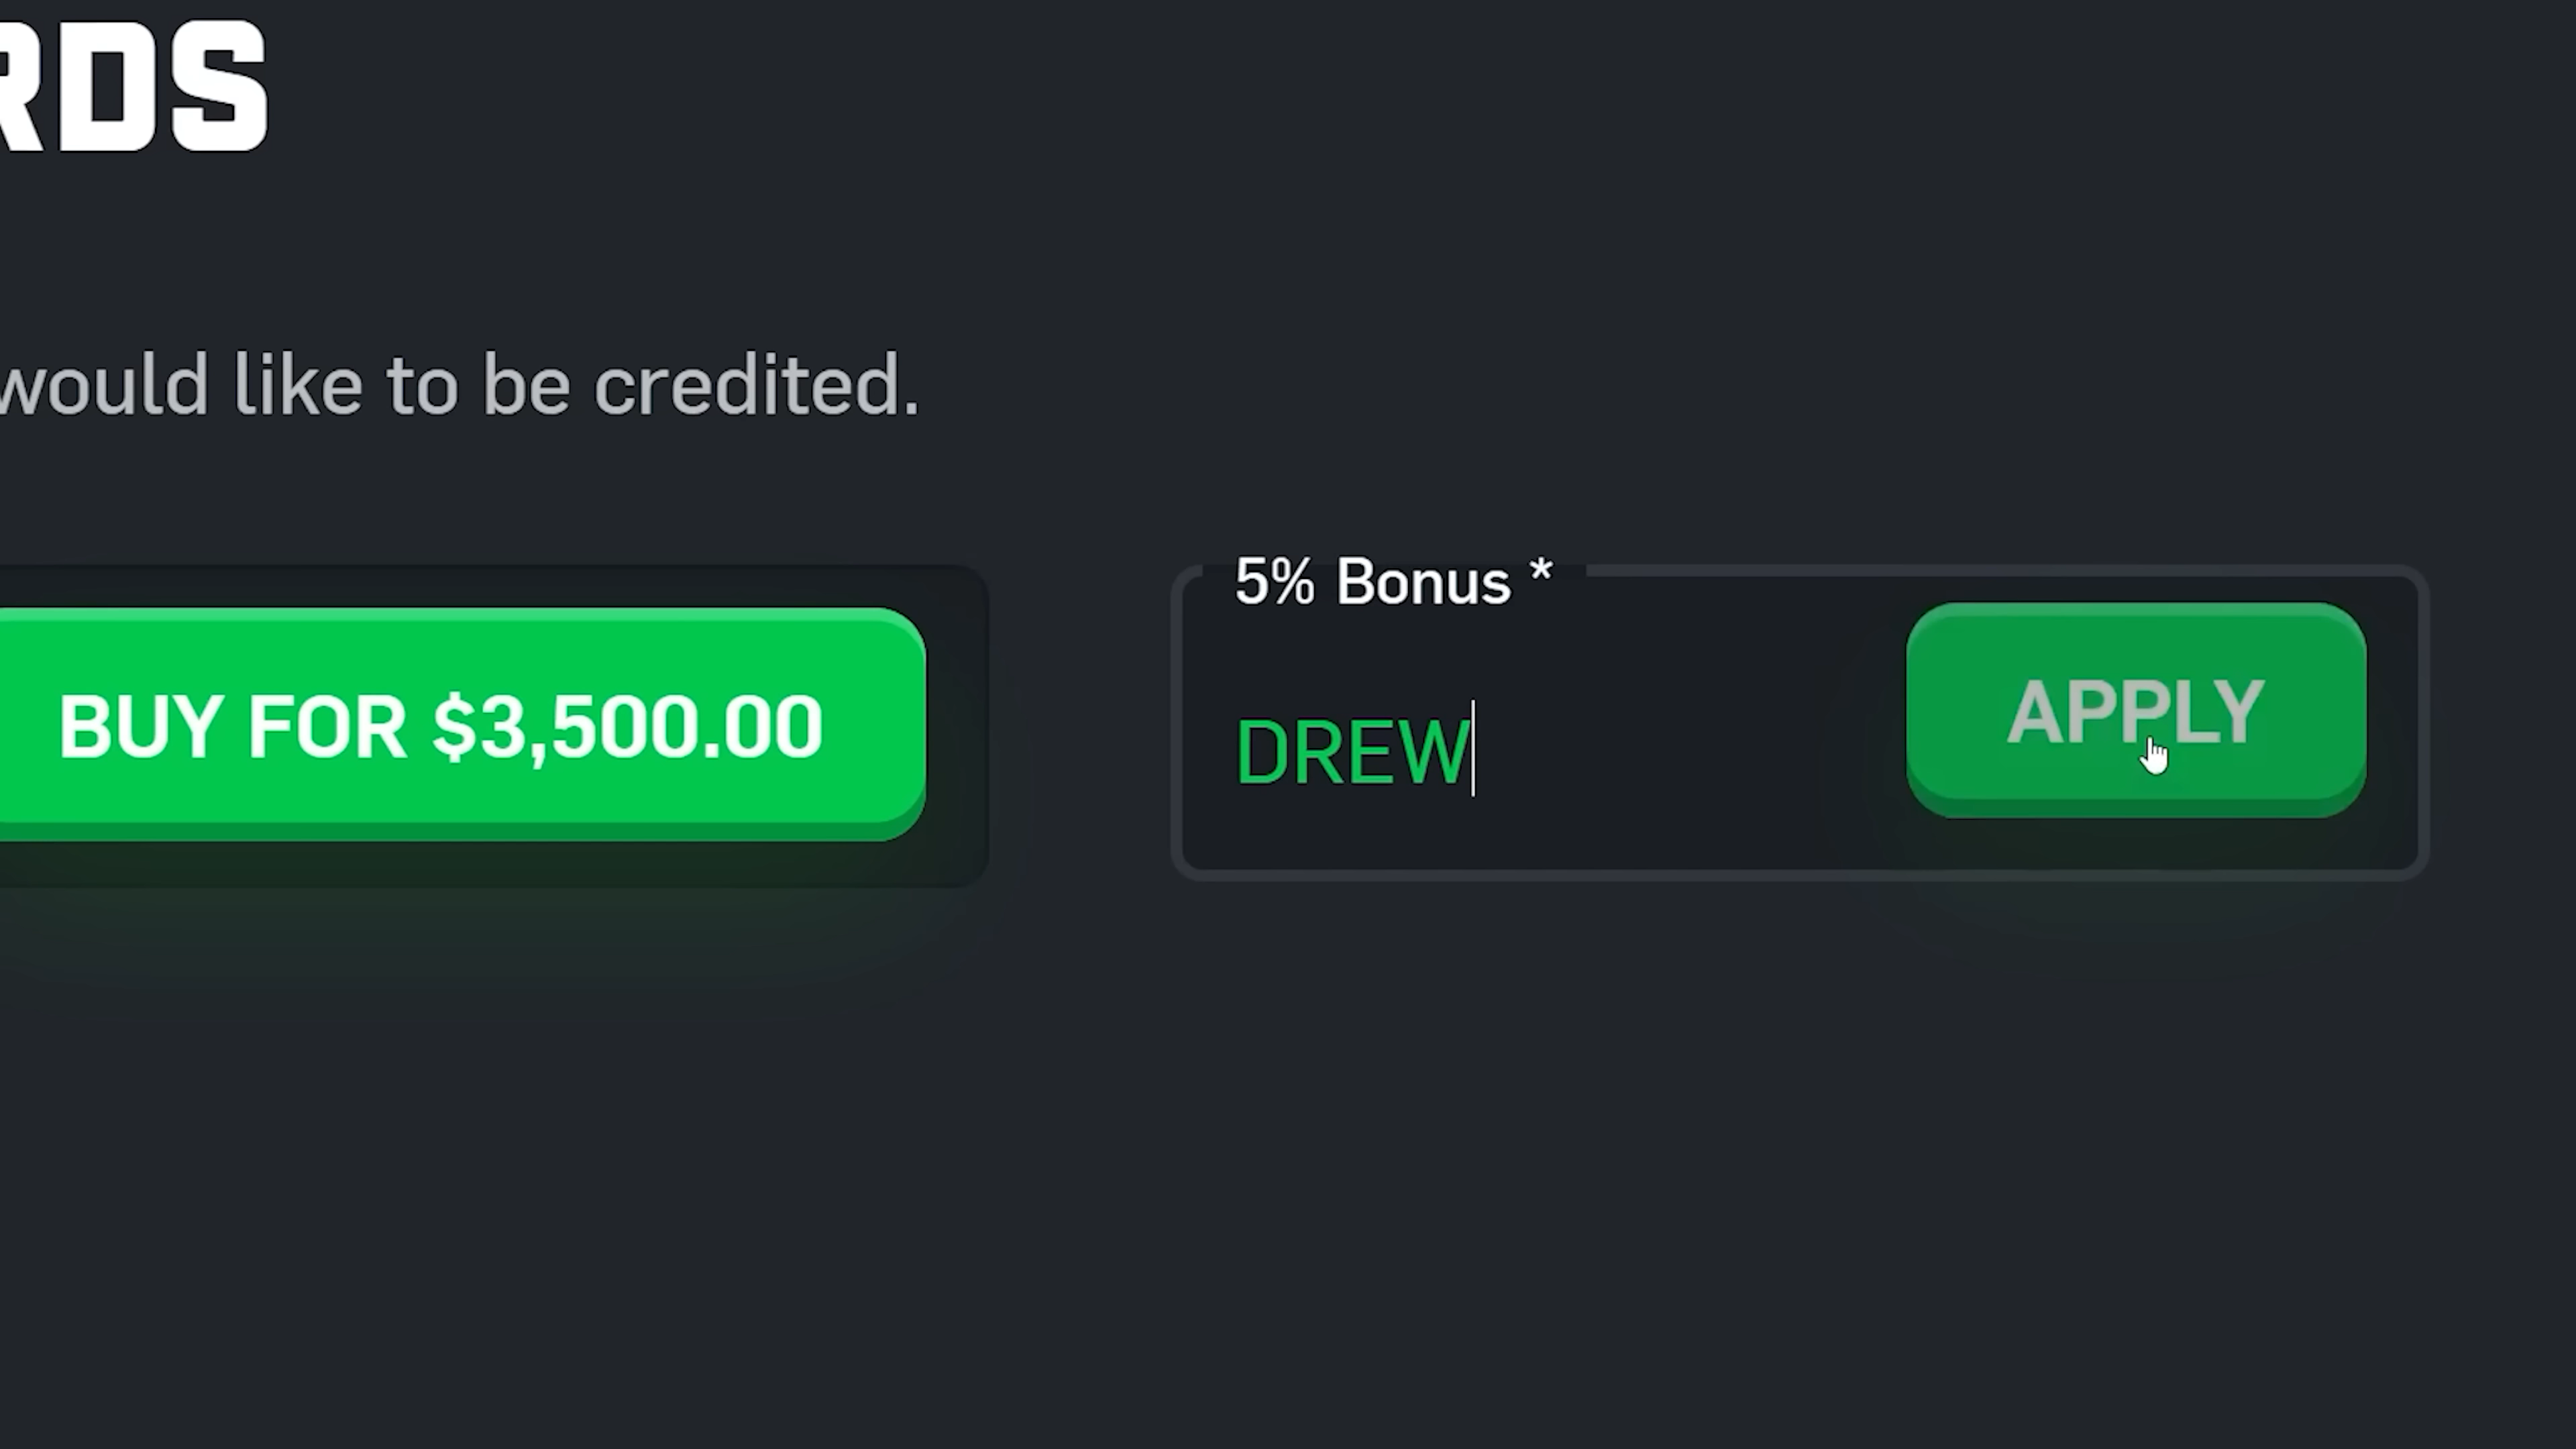 RDS
would like to be credited.
5% Bonus *
BUY FOR $3,500.00
DREW
APPLY